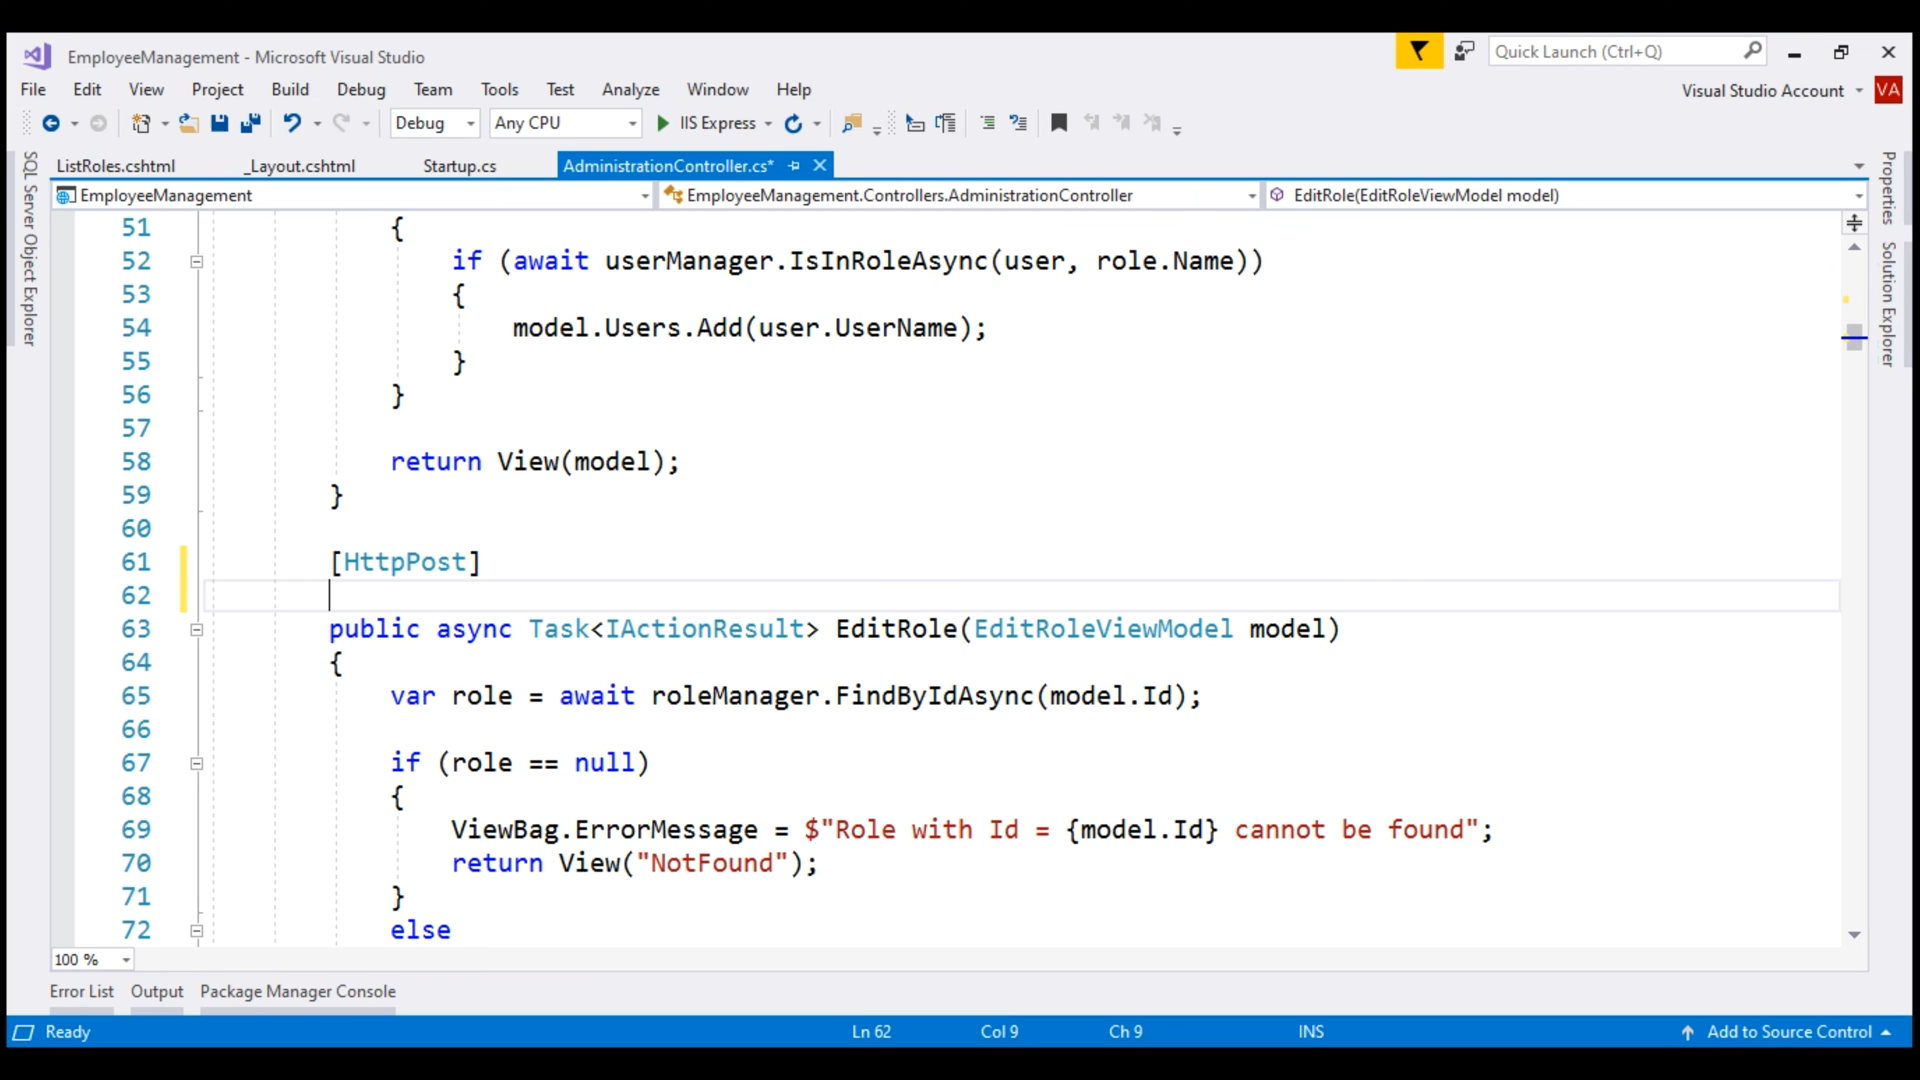 EmployeeManagement - Microsoft Visual Studio
Quick Launch (Ctrl+Q)
File Edit View Project Build Debug Team Tools Test Analyze Window Help
Visual Studio Account VA
Debug Any CPU IIS Express
ListRoles.cshtml _Layout.cshtml Startup.cs AdministrationController.cs*
EmployeeManagement EmployeeManagement.Controllers.AdministrationController EditRole(EditRoleViewModel model)
SQL Server Object Explorer
Properties
Solution Explorer
51 {
52 if (await userManager.IsInRoleAsync(user, role.Name))
53 {
54 model.Users.Add(user.UserName);
55 }
56 }
57
58 return View(model);
59 }
60
61 [HttpPost]
62
63 public async Task<IActionResult> EditRole(EditRoleViewModel model)
64 {
65 var role = await roleManager.FindByIdAsync(model.Id);
66
67 if (role == null)
68 {
69 ViewBag.ErrorMessage = $"Role with Id = {model.Id} cannot be found";
70 return View("NotFound");
71 }
72 else
100 %
Error List Output Package Manager Console
Ready Ln 62 Col 9 Ch 9 INS Add to Source Control